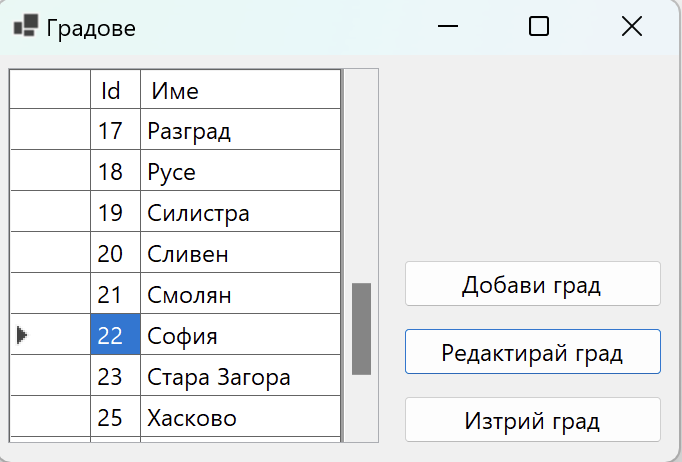 Градове
Id Име
17 Разград
18 Русе
19 Силистра
20 Сливен
21 Смолян
22 София
23 Стара Загора
25 Хасково
Добави град
Редактирай град
Изтрий град